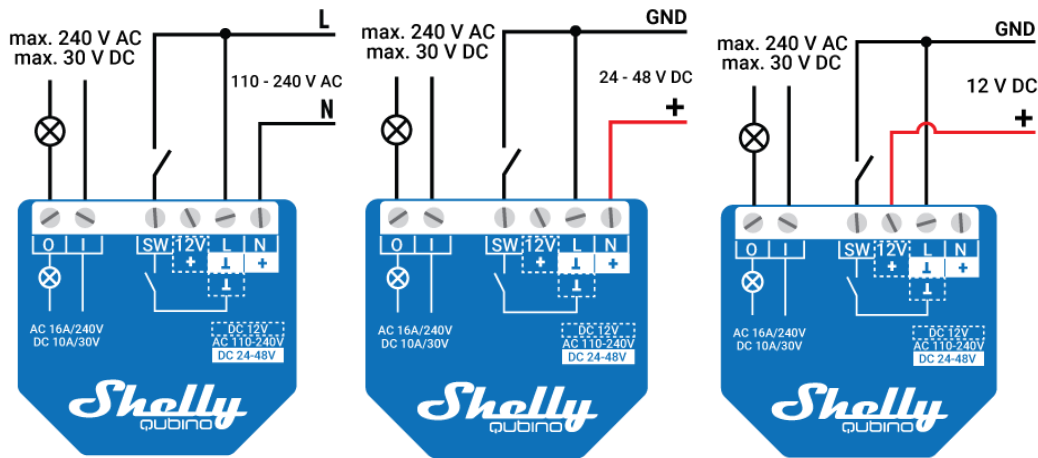 max. 240 V AC
max. 30 V DC
L
110 - 240 V AC
N
O I SW 12V L N
+ ⊥ +
⊥
AC 16A/240V
DC 10A/30V
DC 12V
AC 110-240V
DC 24-48V
Shelly
QUBINO
max. 240 V AC
max. 30 V DC
GND
24 - 48 V DC
+
O I SW 12V L N
+ ⊥ +
⊥
AC 16A/240V
DC 10A/30V
DC 12V
AC 110-240V
DC 24-48V
Shelly
QUBINO
max. 240 V AC
max. 30 V DC
GND
12 V DC
+
O I SW 12V L N
+ ⊥ +
⊥
AC 16A/240V
DC 10A/30V
DC 12V
AC 110-240V
DC 24-48V
Shelly
QUBINO